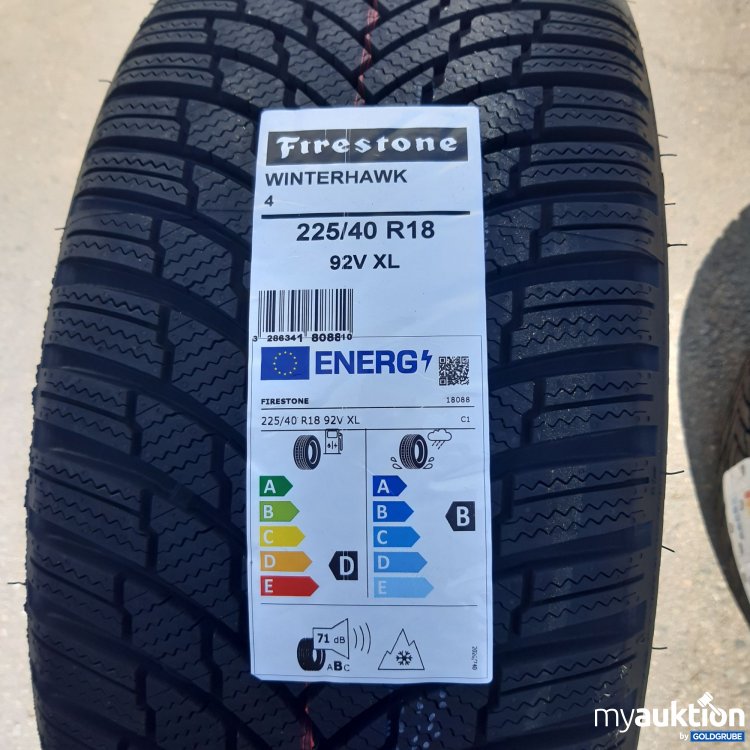 Firestone
WINTERHAWK
4
225/40 R18
92V XL
3 286341 808810
ENERG
FIRESTONE 18088
225/40 R18 92V XL C1
A A
B B B
C C
D D D
E E
71 dB
ABC
myauktion
by GOLDGRUBE